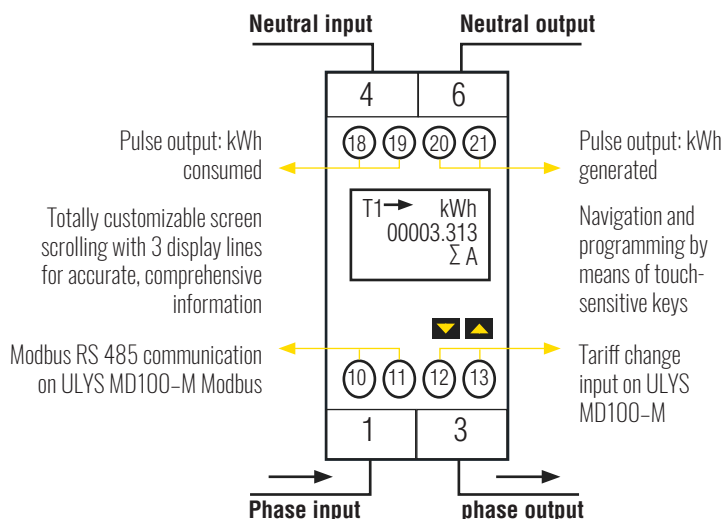 Neutral input
Neutral output
4
6
18
19
20
21
Pulse output: kWh
consumed
Pulse output: kWh
generated
T1 → kWh
00003.313
Σ A
Totally customizable screen
scrolling with 3 display lines
for accurate, comprehensive
information
Navigation and
programming by
means of touch-
sensitive keys
Modbus RS 485 communication
on ULYS MD100–M Modbus
10
11
12
13
Tariff change
input on ULYS
MD100–M
1
3
Phase input
phase output